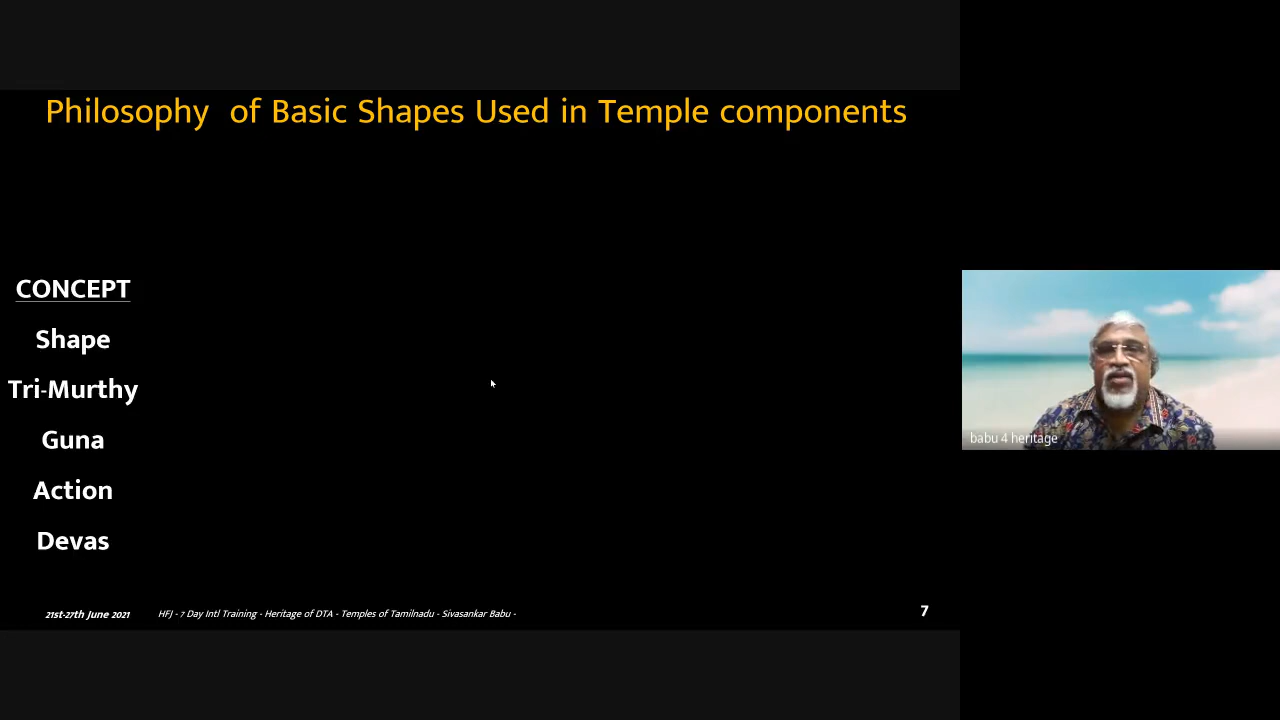 Philosophy of Basic Shapes Used in Temple components
CONCEPT
Shape
Tri-Murthy
Guna
Action
Devas
babu 4 heritage
21st-27th June 2021 HFJ - 7 Day Intl Training - Heritage of DTA - Temples of Tamilnadu - Sivasankar Babu - 7